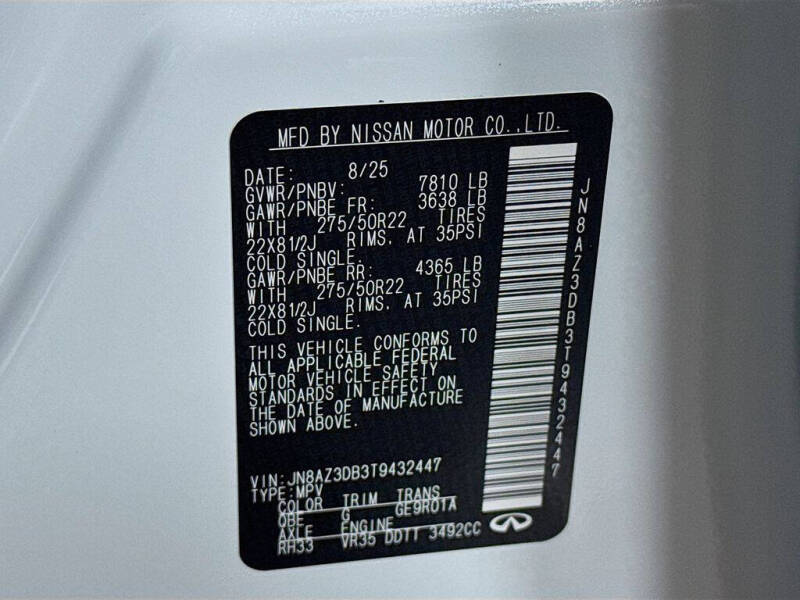 MFD BY NISSAN MOTOR CO.,LTD.
DATE: 8/25
GVWR/PNBV: 7810 LB
GAWR/PNBE FR: 3638 LB
WITH 275/50R22 TIRES
22X81/2J RIMS. AT 35PSI
COLD SINGLE.
GAWR/PNBE RR: 4365 LB
WITH 275/50R22 TIRES
22X81/2J RIMS. AT 35PSI
COLD SINGLE.
THIS VEHICLE CONFORMS TO
ALL APPLICABLE FEDERAL
MOTOR VEHICLE SAFETY
STANDARDS IN EFFECT ON
THE DATE OF MANUFACTURE
SHOWN ABOVE.
VIN:JN8AZ3DB3T9432447
TYPE:MPV
COLOR TRIM TRANS
QBE G GE9R01A
AXLE ENGINE
RH33 VR35 DDTT 3492CC
JN8AZ3DB3T9432447